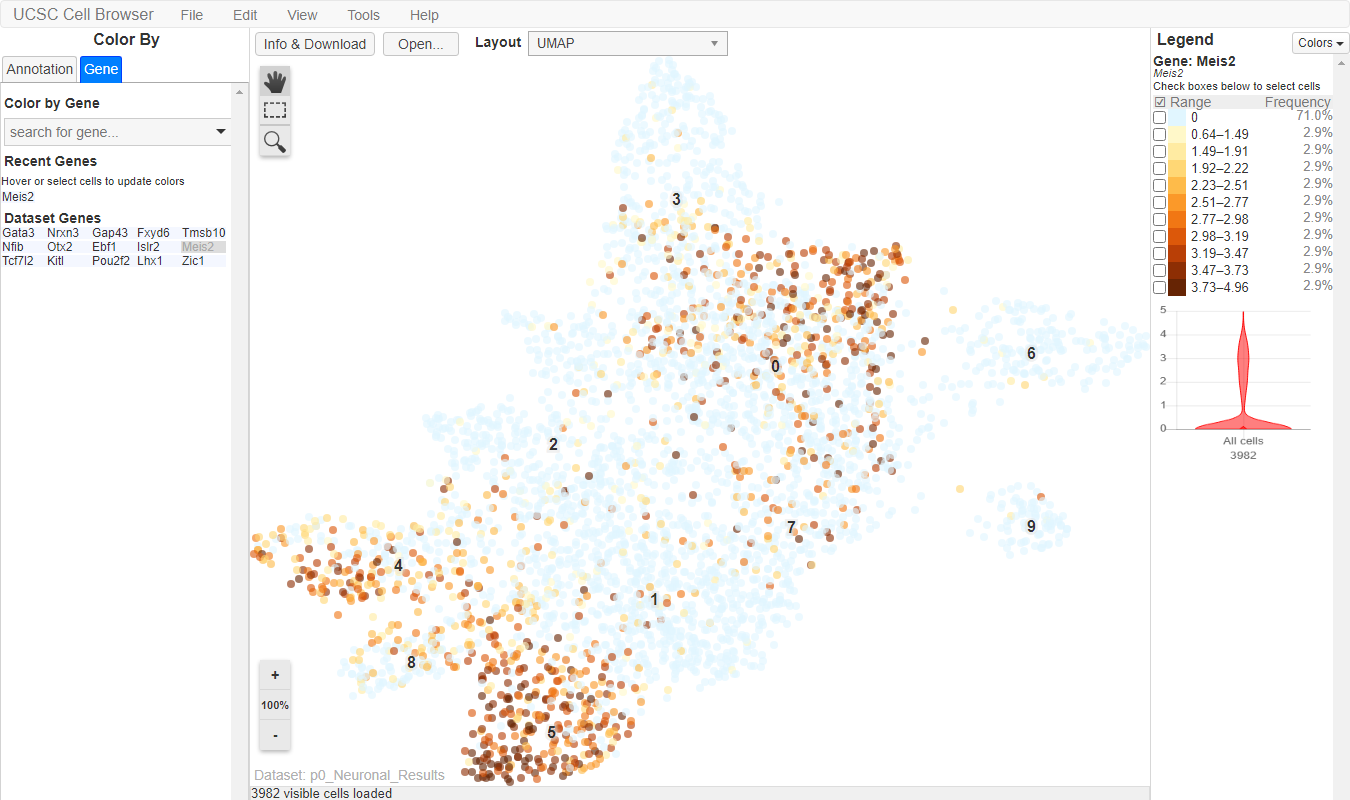 UCSC Cell Browser File Edit View Tools Help
Color By
Annotation Gene
Color by Gene
search for gene...
Recent Genes
Hover or select cells to update colors
Meis2
Dataset Genes
Gata3 Nrxn3 Gap43 Fxyd6 Tmsb10
Nfib Otx2 Ebf1 Islr2 Meis2
Tcf7l2 Kitl Pou2f2 Lhx1 Zic1
Info & Download Open... Layout UMAP
3
6
0
2
7
9
4
1
8
5
+
100%
-
Dataset: p0_Neuronal_Results
3982 visible cells loaded
Legend Colors
Gene: Meis2
Meis2
Check boxes below to select cells
Range Frequency
0 71.0%
0.64–1.49 2.9%
1.49–1.91 2.9%
1.92–2.22 2.9%
2.23–2.51 2.9%
2.51–2.77 2.9%
2.77–2.98 2.9%
2.98–3.19 2.9%
3.19–3.47 2.9%
3.47–3.73 2.9%
3.73–4.96 2.9%
5
4
3
2
1
0
All cells
3982